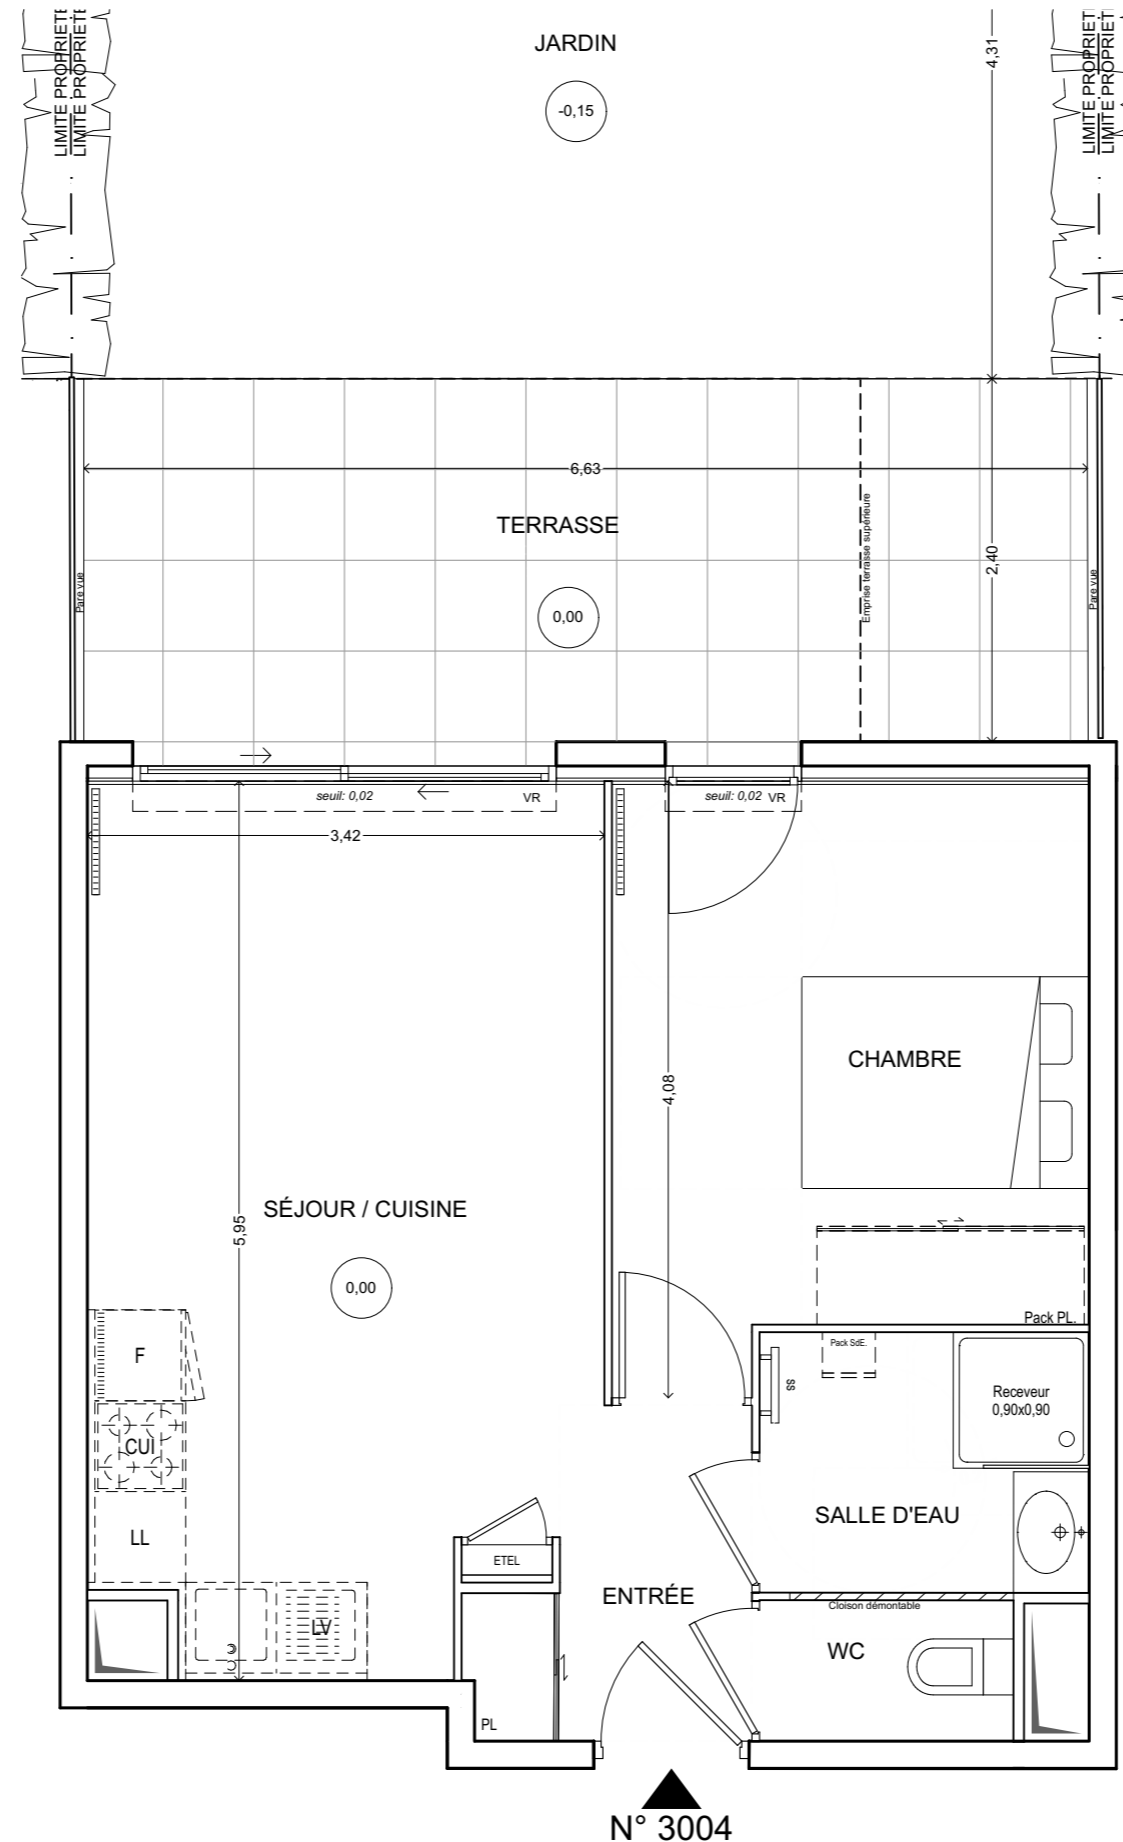 LIMITE PROPRIETE
LIMITE PROPRIETE
JARDIN
-0,15
4,31
LIMITE PROPRIET
LIMITE PROPRIET
6,63
TERRASSE
0,00
Emprise terrasse supérieure
2,40
Pare vue
Pare vue
seuil: 0,02
VR
seuil: 0,02
VR
3,42
CHAMBRE
4,08
SÉJOUR / CUISINE
5,95
0,00
Pack PL.
F
Pack SdE.
SS
Receveur
0,90x0,90
CUI
SALLE D'EAU
LL
ETEL
ENTRÉE
Cloison démontable
LV
WC
PL
N° 3004